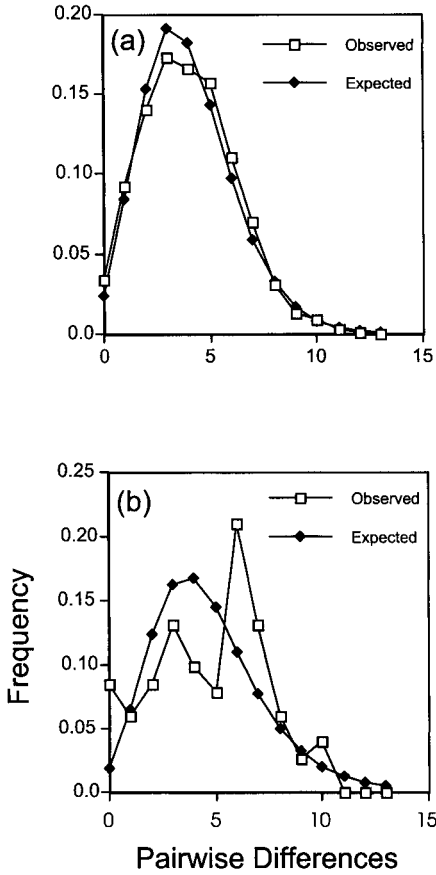 0.20
(a)
Observed
Expected
0.15
0.10
0.05
0.0
0 5 10 15
0.25
(b)
Observed
Expected
0.20
0.15
0.10
0.05
0.0
0 5 10 15
Frequency
Pairwise Differences